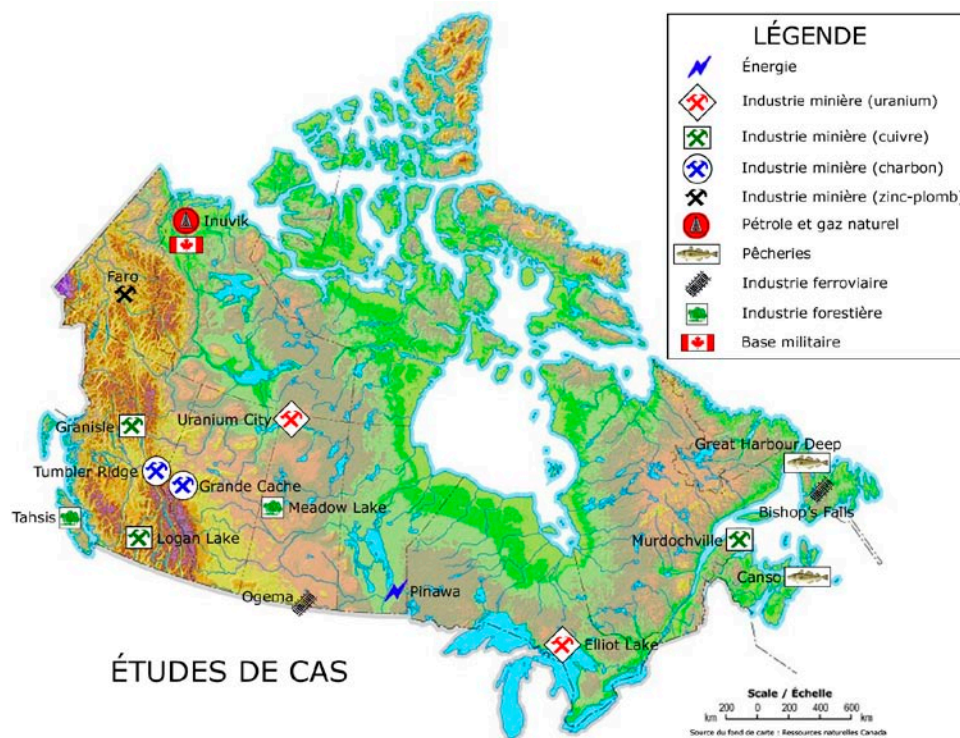 LÉGENDE
Énergie
Industrie minière (uranium)
Industrie minière (cuivre)
Industrie minière (charbon)
Industrie minière (zinc-plomb)
Pétrole et gaz naturel
Pêcheries
Industrie ferroviaire
Industrie forestière
Base militaire
Inuvik
Faro
Granisle
Uranium City
Tumbler Ridge
Grande Cache
Meadow Lake
Tahsis
Logan Lake
Ogema
Pinawa
Elliot Lake
Great Harbour Deep
Bishop's Falls
Murdochville
Canso
ÉTUDES DE CAS
Scale / Échelle
200 0 200 400 600
km km
Source du fond de carte : Ressources naturelles Canada